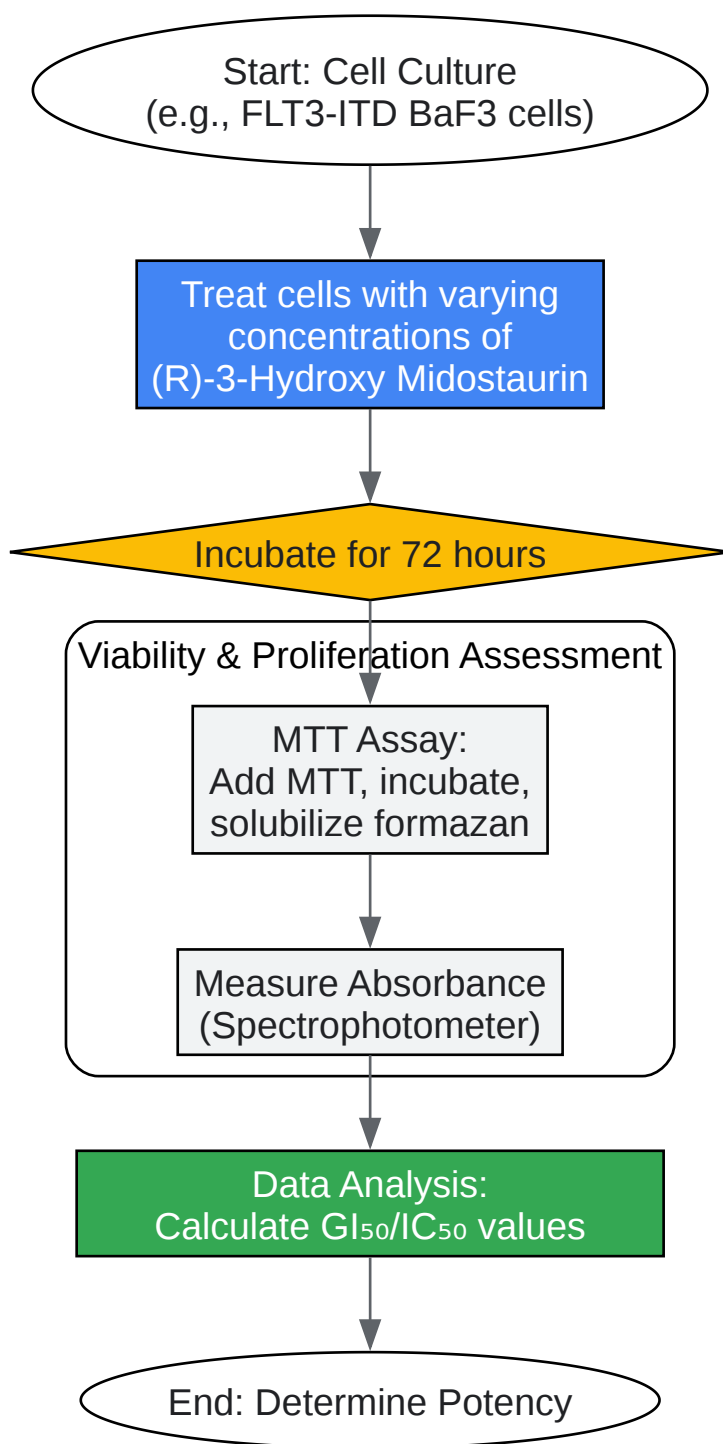 Start: Cell Culture
(e.g., FLT3-ITD BaF3 cells)
Treat cells with varying
concentrations of
(R)-3-Hydroxy Midostaurin
Incubate for 72 hours
Viability & Proliferation Assessment
MTT Assay:
Add MTT, incubate,
solubilize formazan
Measure Absorbance
(Spectrophotometer)
Data Analysis:
Calculate GI₅₀/IC₅₀ values
End: Determine Potency